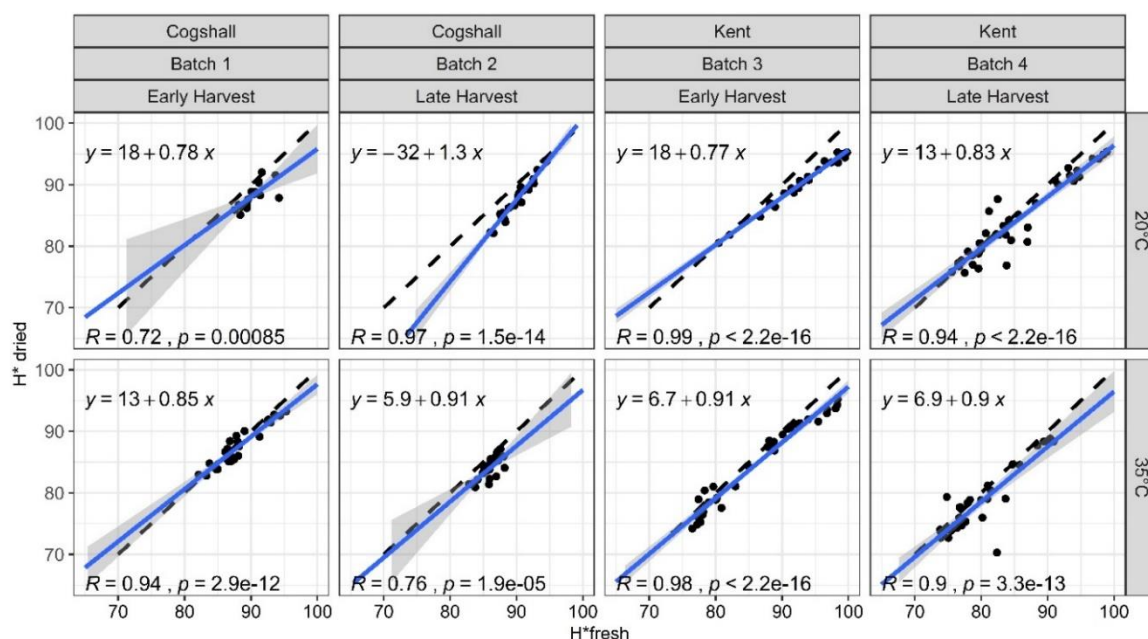 Cogshall Cogshall Kent Kent
Batch 1 Batch 2 Batch 3 Batch 4
Early Harvest Late Harvest Early Harvest Late Harvest
100
90
80
70
y = 18 + 0.78 x y = −32 + 1.3 x y = 18 + 0.77 x y = 13 + 0.83 x
R = 0.72 , p = 0.00085 R = 0.97 , p = 1.5e-14 R = 0.99 , p < 2.2e-16 R = 0.94 , p < 2.2e-16
20°C
H* dried
100
90
80
70
y = 13 + 0.85 x y = 5.9 + 0.91 x y = 6.7 + 0.91 x y = 6.9 + 0.9 x
R = 0.94 , p = 2.9e-12 R = 0.76 , p = 1.9e-05 R = 0.98 , p < 2.2e-16 R = 0.9 , p = 3.3e-13
35°C
70 80 90 100 70 80 90 100 70 80 90 100 70 80 90 100
H*fresh